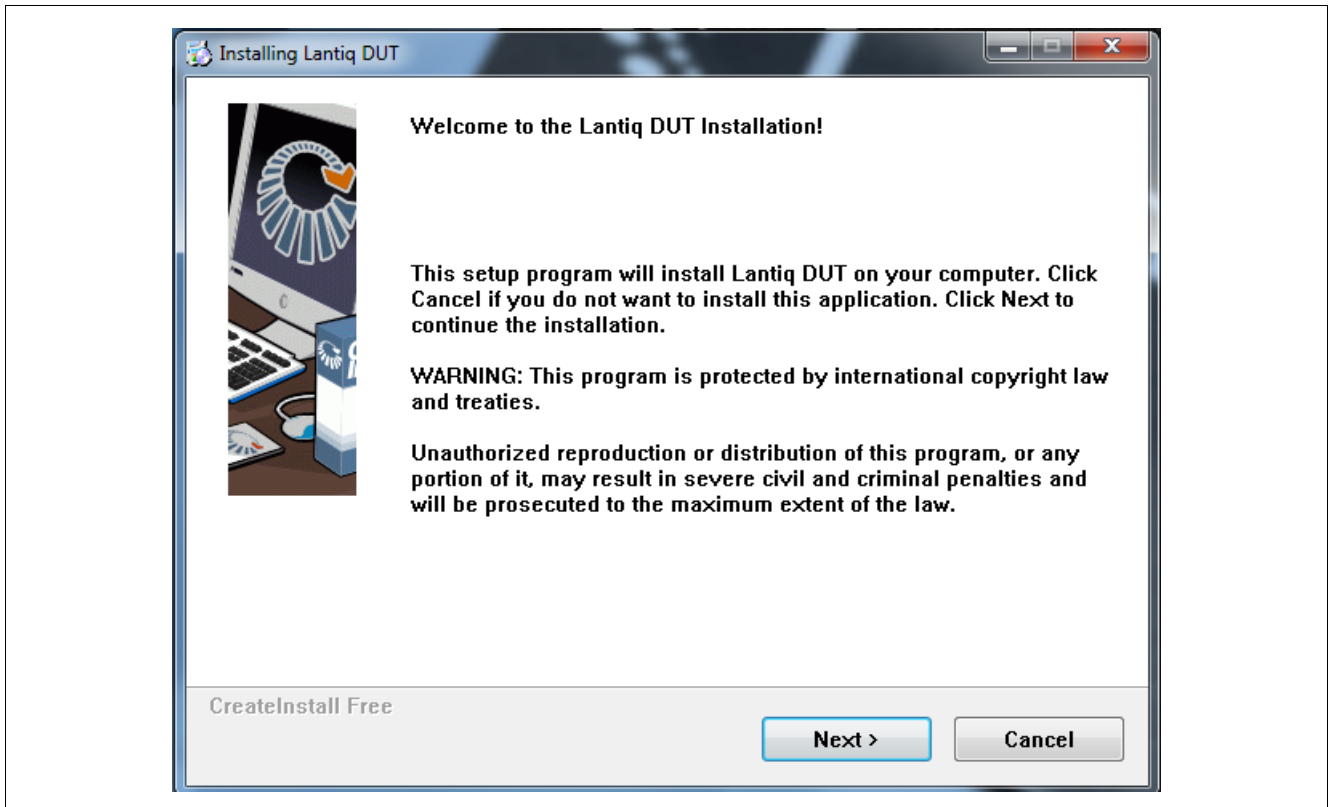 Installing Lantiq DUT
Welcome to the Lantiq DUT Installation!
This setup program will install Lantiq DUT on your computer. Click
Cancel if you do not want to install this application. Click Next to
continue the installation.
WARNING: This program is protected by international copyright law
and treaties.
Unauthorized reproduction or distribution of this program, or any
portion of it, may result in severe civil and criminal penalties and
will be prosecuted to the maximum extent of the law.
CreateInstall Free
Next >
Cancel